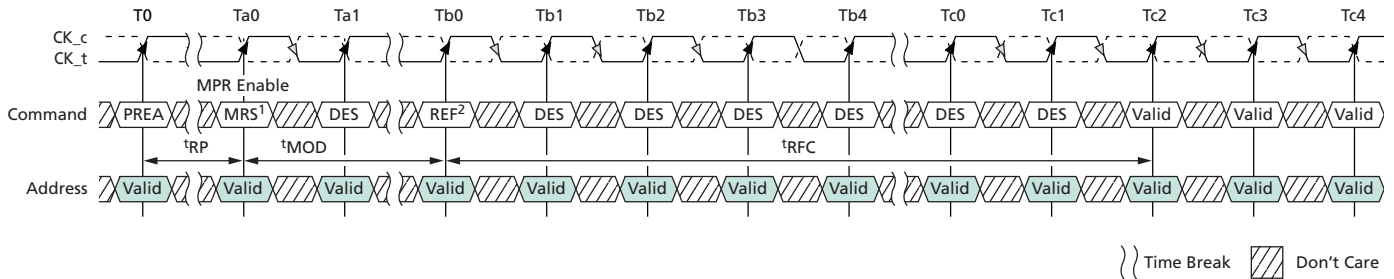 T0 Ta0 Ta1 Tb0 Tb1 Tb2 Tb3 Tb4 Tc0 Tc1 Tc2 Tc3 Tc4
CK_c
CK_t
MPR Enable
Command PREA MRS¹ DES REF² DES DES DES DES DES DES Valid Valid Valid
tRP tMOD tRFC
Address Valid Valid Valid Valid Valid Valid Valid Valid Valid Valid Valid Valid Valid
Time Break Don't Care